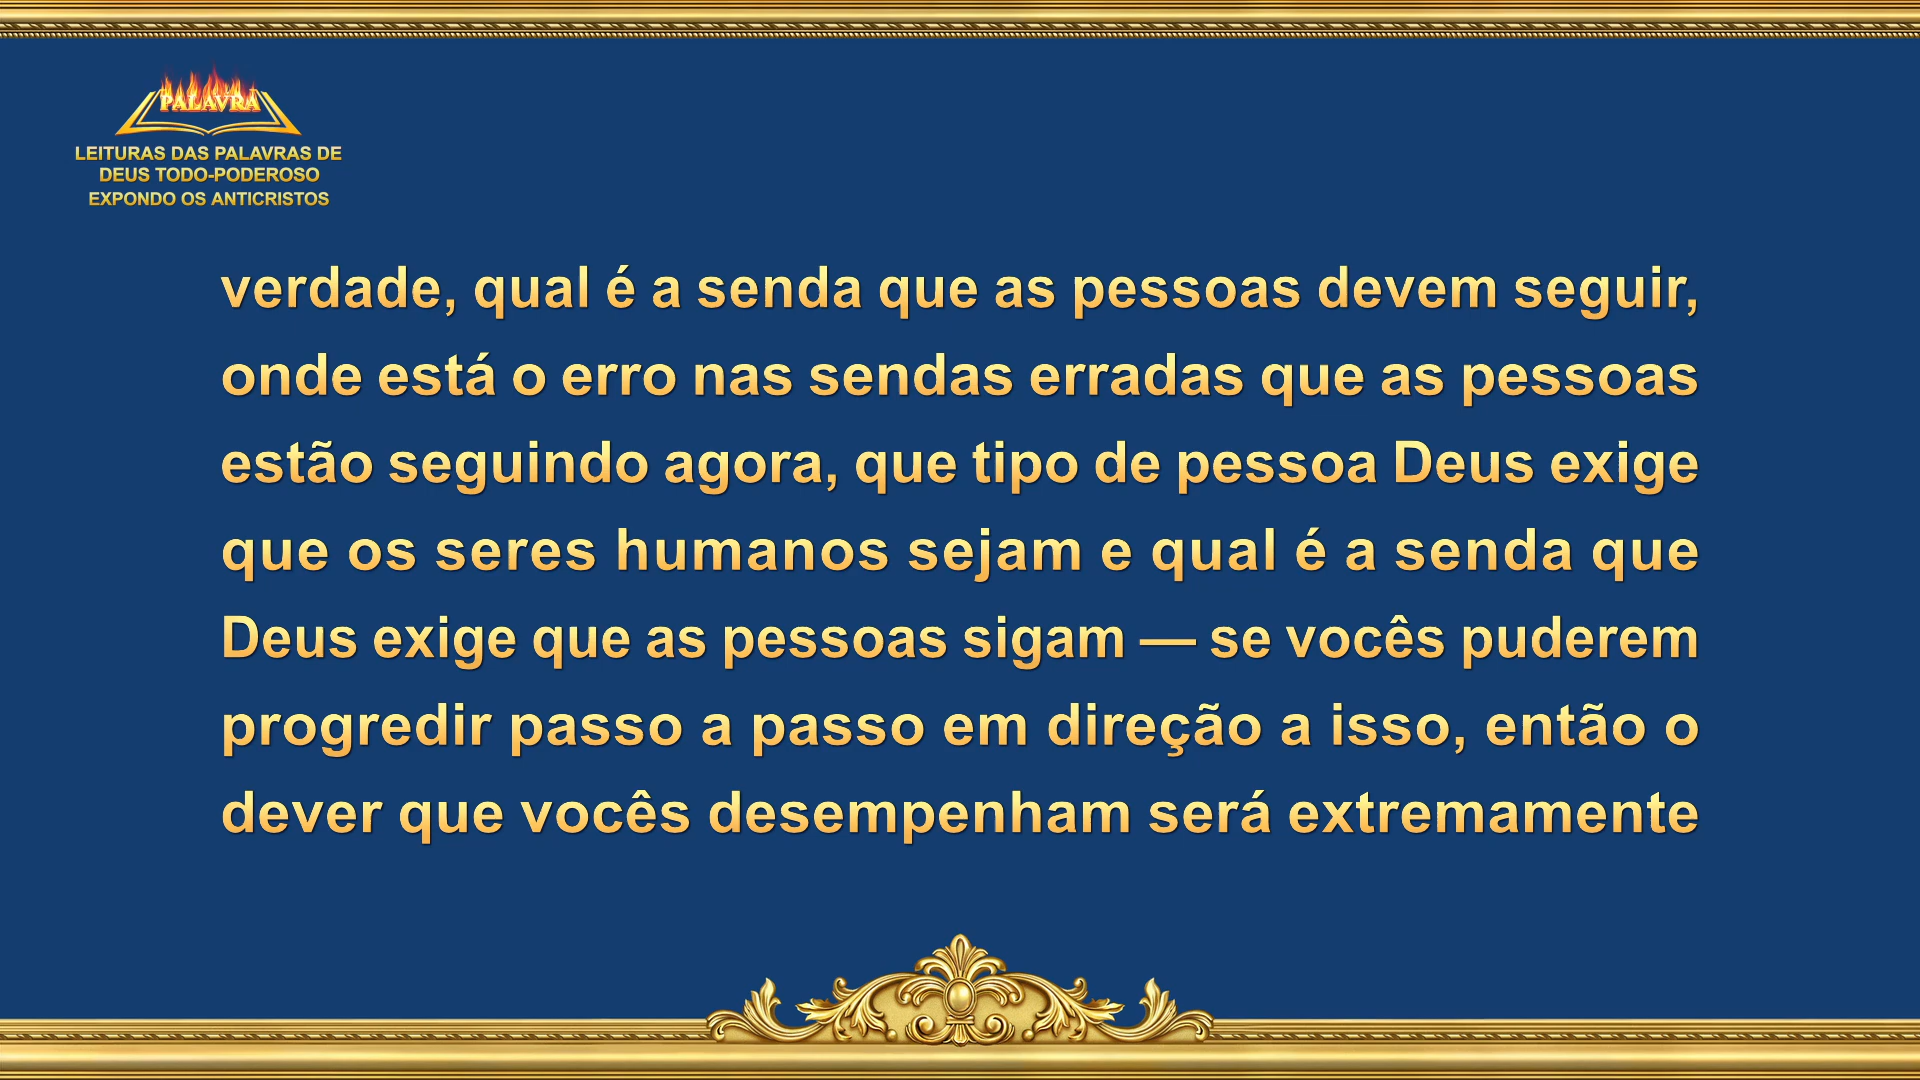 PALAVRA
LEITURAS DAS PALAVRAS DE
DEUS TODO-PODEROSO
EXPONDO OS ANTICRISTOS
verdade, qual é a senda que as pessoas devem seguir,
onde está o erro nas sendas erradas que as pessoas
estão seguindo agora, que tipo de pessoa Deus exige
que os seres humanos sejam e qual é a senda que
Deus exige que as pessoas sigam — se vocês puderem
progredir passo a passo em direção a isso, então o
dever que vocês desempenham será extremamente